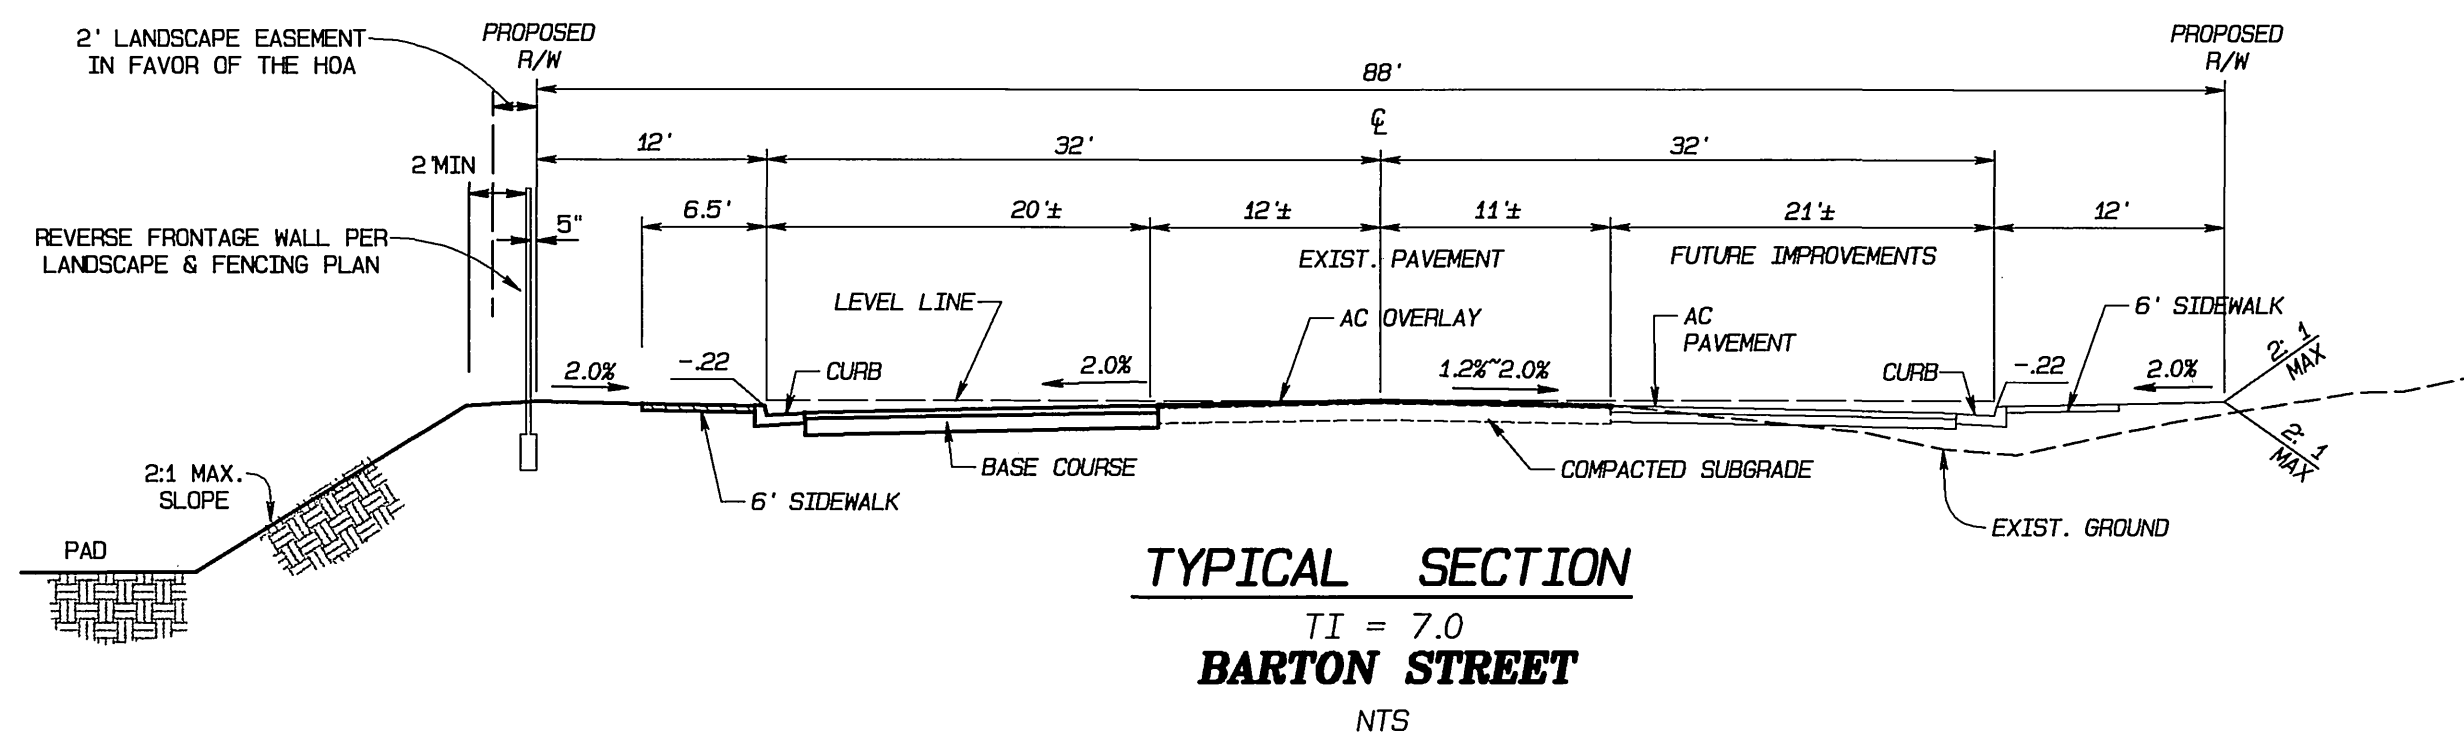 2' LANDSCAPE EASEMENT
IN FAVOR OF THE HOA
PROPOSED
R/W
PROPOSED
R/W
88'
℄
12'
32'
32'
2'MIN
6.5'
20'±
12'±
11'±
21'±
12'
5"
REVERSE FRONTAGE WALL PER
LANDSCAPE & FENCING PLAN
EXIST. PAVEMENT
FUTURE IMPROVEMENTS
LEVEL LINE
AC OVERLAY
AC
PAVEMENT
6' SIDEWALK
2:1
MAX
2.0%
-.22
CURB
2.0%
1.2%~2.0%
CURB
-.22
2.0%
2:1
MAX
2:1 MAX.
SLOPE
BASE COURSE
COMPACTED SUBGRADE
6' SIDEWALK
EXIST. GROUND
PAD
TYPICAL SECTION
TI = 7.0
BARTON STREET
NTS